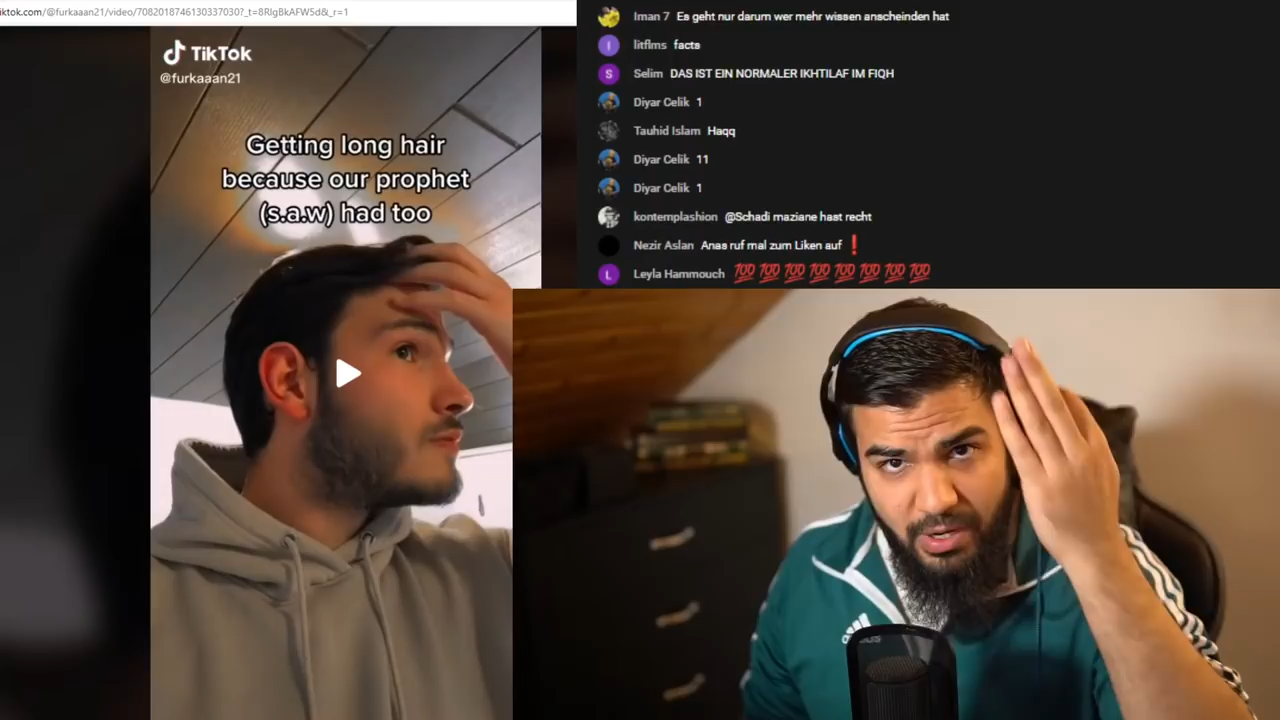 iktok.com/@furkaaan21/video/7082018746130337030?_t=8RlgBkAFW5d&_r=1
TikTok
@furkaaan21
Getting long hair
because our prophet
(s.a.w) had too
Iman 7 Es geht nur darum wer mehr wissen anscheinden hat
I litflms facts
S Selim DAS IST EIN NORMALER IKHTILAF IM FIQH
Diyar Celik 1
Tauhid Islam Haqq
Diyar Celik 11
Diyar Celik 1
kontemplashion @Schadi maziane hast recht
Nezir Aslan Anas ruf mal zum Liken auf ❗
L Leyla Hammouch 💯 💯 💯 💯 💯 💯 💯 💯
adidas